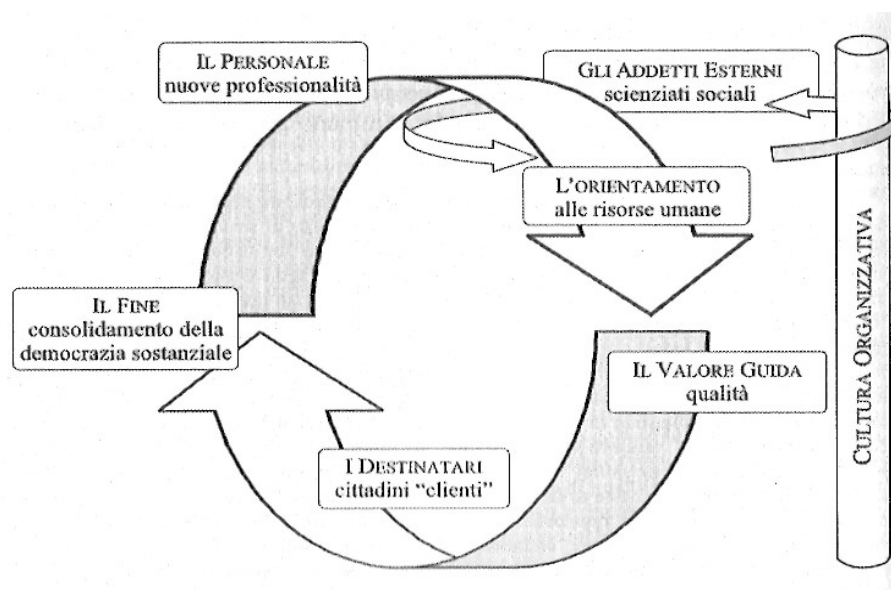 IL PERSONALE
nuove professionalità
GLI ADDETTI ESTERNI
scienziati sociali
L'ORIENTAMENTO
alle risorse umane
IL FINE
consolidamento della
democrazia sostanziale
IL VALORE GUIDA
qualità
I DESTINATARI
cittadini "clienti"
CULTURA ORGANIZZATIVA